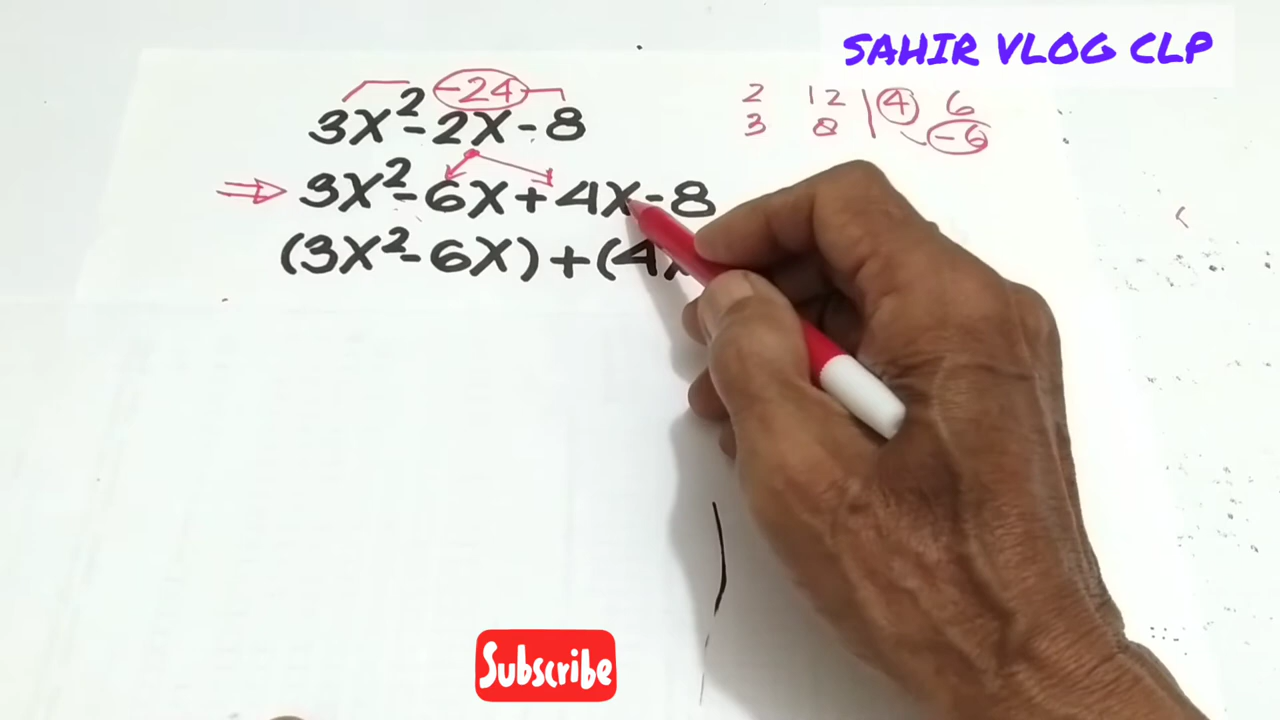 SAHIR VLOG CLP
-24
3X²-2X-8
2 12 4 6
3 8 -6
⇒ 3X²-6X+4X-8
(3X²-6X)+(4X
Subscribe